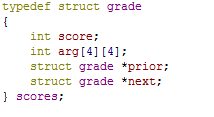 typedef struct grade
{
    int score;
    int arg[4][4];
    struct grade *prior;
    struct grade *next;
} scores;